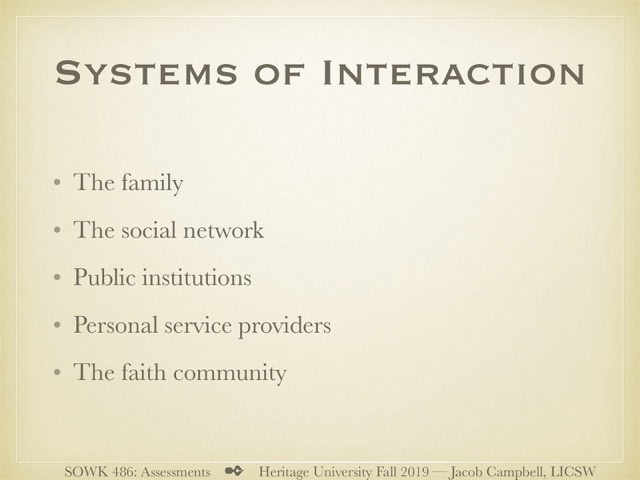 Systems of Interaction
• The family
• The social network
• Public institutions
• Personal service providers
• The faith community
SOWK 486: Assessments ✒ Heritage University Fall 2019 — Jacob Campbell, LICSW